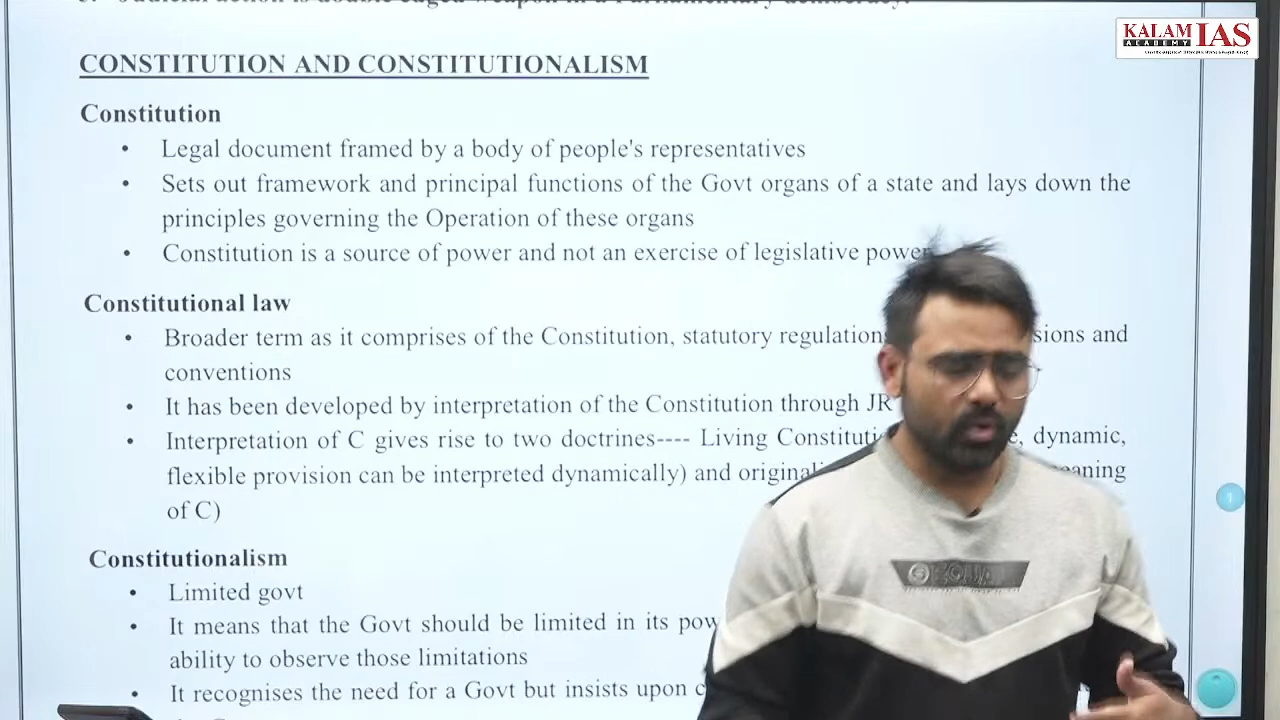 KALAM IAS
ACADEMY
CONSTITUTION AND CONSTITUTIONALISM
Constitution
• Legal document framed by a body of people's representatives
• Sets out framework and principal functions of the Govt organs of a state and lays down the
principles governing the Operation of these organs
• Constitution is a source of power and not an exercise of legislative power
Constitutional law
• Broader term as it comprises of the Constitution, statutory and
conventions
• It has been developed by interpretation of the Constitution through JR
• Interpretation of C gives rise to two doctrines---- Living dynamic,
flexible provision can be interpreted dynamically) and
of C)
Constitutionalism
• Limited govt
• It means that the Govt should be limited in its
ability to observe those limitations
• It recognises the need for a Govt but insists upon
1